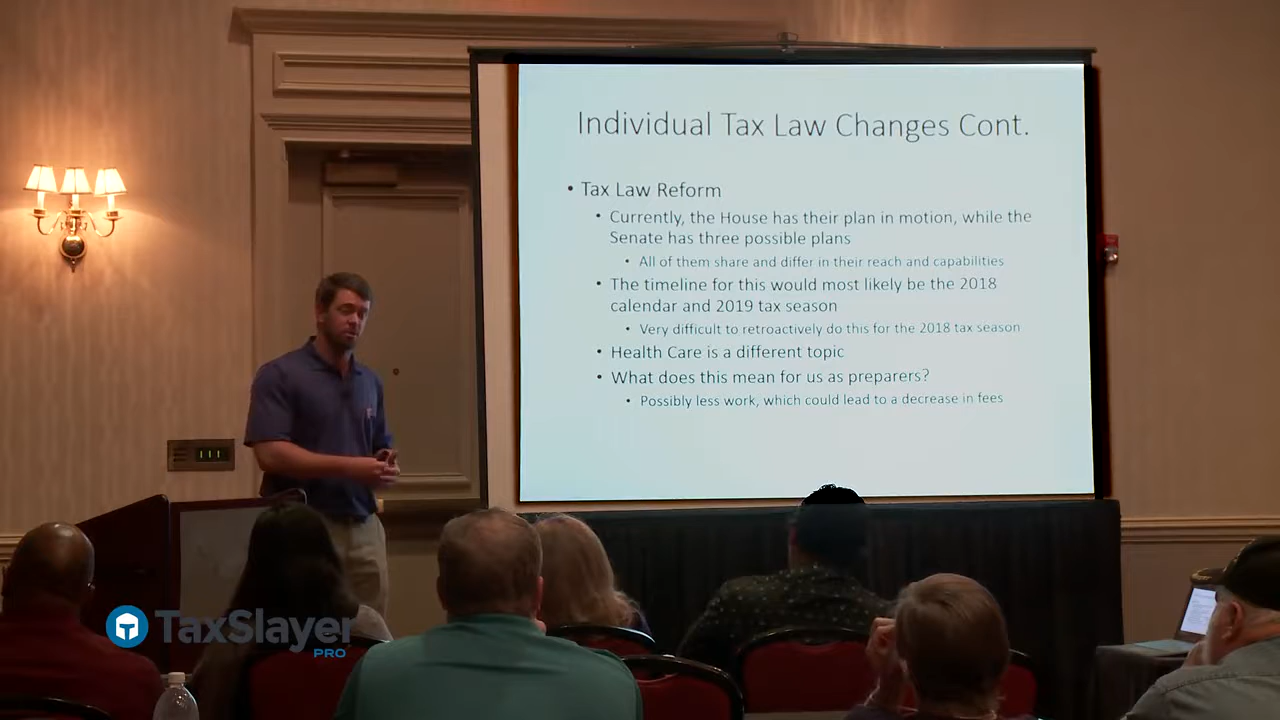 Individual Tax Law Changes Cont.
• Tax Law Reform
• Currently, the House has their plan in motion, while the
Senate has three possible plans
• All of them share and differ in their reach and capabilities
• The timeline for this would most likely be the 2018
calendar and 2019 tax season
• Very difficult to retroactively do this for the 2018 tax season
• Health Care is a different topic
• What does this mean for us as preparers?
• Possibly less work, which could lead to a decrease in fees
TaxSlayer
PRO